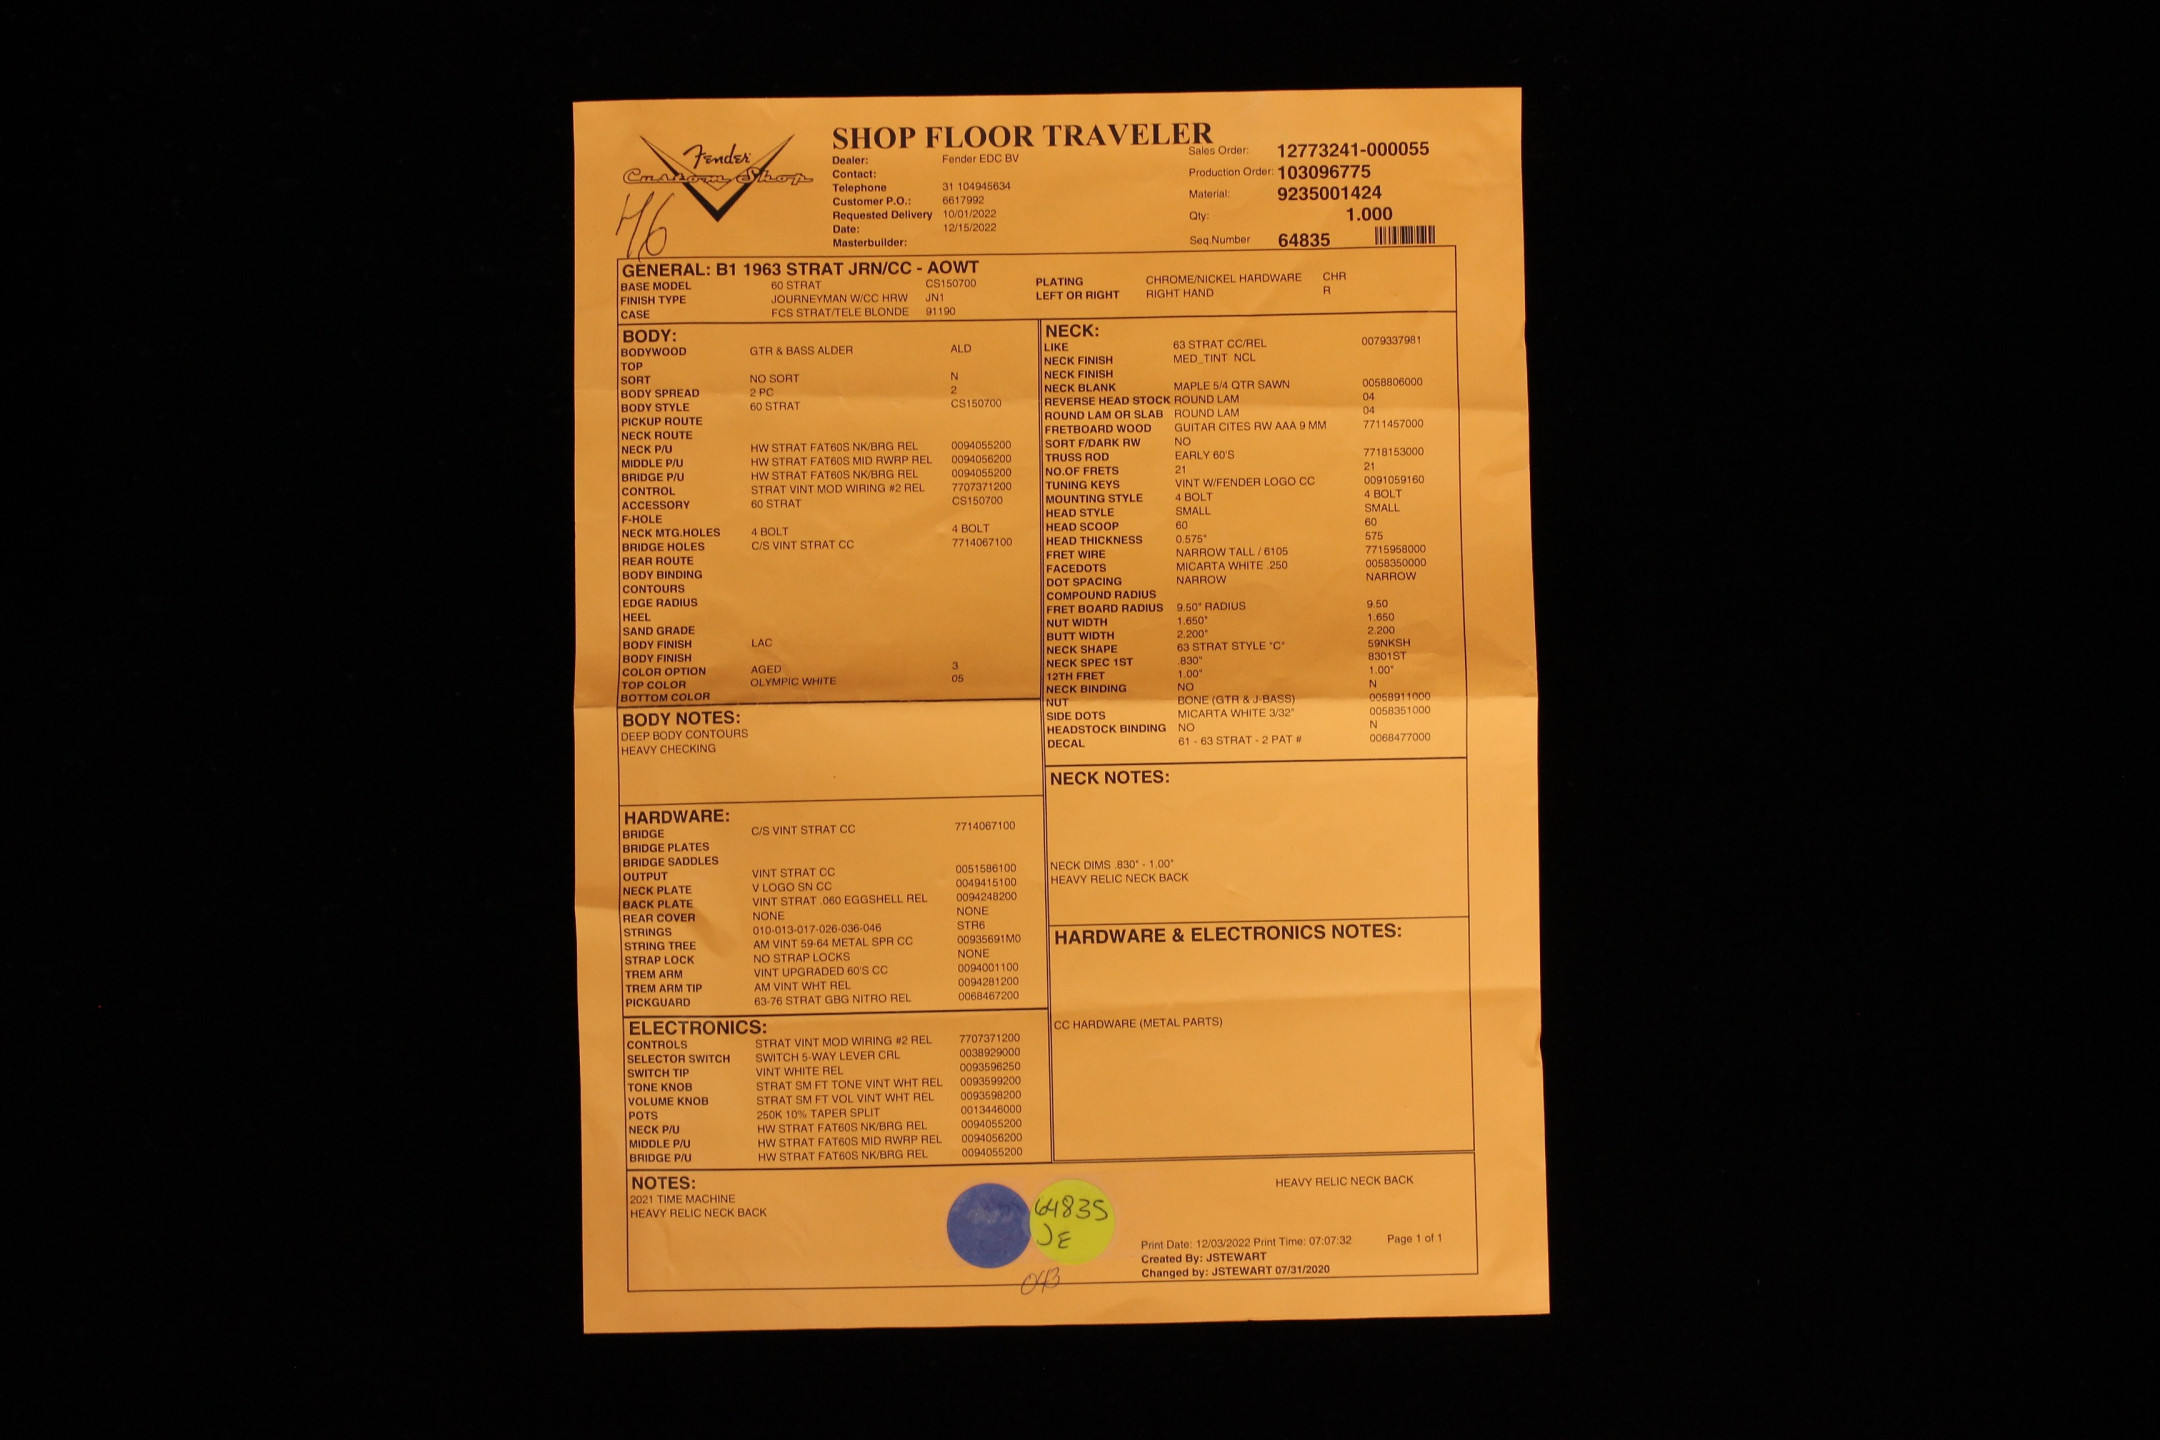 SHOP FLOOR TRAVELER
Fender
Custom Shop
46
Dealer: Fender EDC BV
Contact:
Telephone 31 104945634
Customer P.O.: 6617992
Requested Delivery 10/01/2022
Date: 12/15/2022
Masterbuilder:
Sales Order: 12773241-000055
Production Order: 103096775
Material: 9235001424
Qty: 1.000
Seq.Number 64835
GENERAL: B1 1963 STRAT JRN/CC - AOWT
BASE MODEL 60 STRAT CS150700
FINISH TYPE JOURNEYMAN W/CC HRW JN1
CASE FCS STRAT/TELE BLONDE 91190
PLATING CHROME/NICKEL HARDWARE CHR
LEFT OR RIGHT RIGHT HAND R
BODY:
BODYWOOD GTR & BASS ALDER ALD
TOP
SORT NO SORT N
BODY SPREAD 2 PC 2
BODY STYLE 60 STRAT CS150700
PICKUP ROUTE
NECK ROUTE
NECK P/U HW STRAT FAT60S NK/BRG REL 0094055200
MIDDLE P/U HW STRAT FAT60S MID RWRP REL 0094056200
BRIDGE P/U HW STRAT FAT60S NK/BRG REL 0094055200
CONTROL STRAT VINT MOD WIRING #2 REL 7707371200
ACCESSORY 60 STRAT CS150700
F-HOLE
NECK MTG.HOLES 4 BOLT 4 BOLT
BRIDGE HOLES C/S VINT STRAT CC 7714067100
REAR ROUTE
BODY BINDING
CONTOURS
EDGE RADIUS
HEEL
SAND GRADE
BODY FINISH LAC
BODY FINISH
COLOR OPTION AGED 3
TOP COLOR OLYMPIC WHITE 05
BOTTOM COLOR
BODY NOTES:
DEEP BODY CONTOURS
HEAVY CHECKING
HARDWARE:
BRIDGE C/S VINT STRAT CC 7714067100
BRIDGE PLATES
BRIDGE SADDLES
OUTPUT VINT STRAT CC 0051586100
NECK PLATE V LOGO SN CC 0049415100
BACK PLATE VINT STRAT .060 EGGSHELL REL 0094248200
REAR COVER NONE NONE
STRINGS 010-013-017-026-036-046 STR6
STRING TREE AM VINT 59-64 METAL SPR CC 00935691M0
STRAP LOCK NO STRAP LOCKS NONE
TREM ARM VINT UPGRADED 60'S CC 0094001100
TREM ARM TIP AM VINT WHT REL 0094281200
PICKGUARD 63-76 STRAT GBG NITRO REL 0068467200
ELECTRONICS:
CONTROLS STRAT VINT MOD WIRING #2 REL 7707371200
SELECTOR SWITCH SWITCH 5-WAY LEVER CRL 0038929000
SWITCH TIP VINT WHITE REL 0093596250
TONE KNOB STRAT SM FT TONE VINT WHT REL 0093599200
VOLUME KNOB STRAT SM FT VOL VINT WHT REL 0093598200
POTS 250K 10% TAPER SPLIT 0013446000
NECK P/U HW STRAT FAT60S NK/BRG REL 0094055200
MIDDLE P/U HW STRAT FAT60S MID RWRP REL 0094056200
BRIDGE P/U HW STRAT FAT60S NK/BRG REL 0094055200
NECK:
LIKE 63 STRAT CC/REL 0079337981
NECK FINISH MED_TINT NCL
NECK FINISH
NECK BLANK MAPLE 5/4 QTR SAWN 0058806000
REVERSE HEAD STOCK ROUND LAM 04
ROUND LAM OR SLAB ROUND LAM 04
FRETBOARD WOOD GUITAR CITES RW AAA 9 MM 7711457000
SORT F/DARK RW NO
TRUSS ROD EARLY 60'S 7718153000
NO.OF FRETS 21 21
TUNING KEYS VINT W/FENDER LOGO CC 0091059160
MOUNTING STYLE 4 BOLT 4 BOLT
HEAD STYLE SMALL SMALL
HEAD SCOOP 60 60
HEAD THICKNESS 0.575" 575
FRET WIRE NARROW TALL / 6105 7715958000
FACEDOTS MICARTA WHITE .250 0058350000
DOT SPACING NARROW NARROW
COMPOUND RADIUS
FRET BOARD RADIUS 9.50" RADIUS 9.50
NUT WIDTH 1.650" 1.650
BUTT WIDTH 2.200" 2.200
NECK SHAPE 63 STRAT STYLE "C" 59NKSH
NECK SPEC 1ST .830" 8301ST
12TH FRET 1.00" 1.00"
NECK BINDING NO N
NUT BONE (GTR & J-BASS) 0058911000
SIDE DOTS MICARTA WHITE 3/32" 0058351000
HEADSTOCK BINDING NO N
DECAL 61 - 63 STRAT - 2 PAT # 0068477000
NECK NOTES:
NECK DIMS .830" - 1.00"
HEAVY RELIC NECK BACK
HARDWARE & ELECTRONICS NOTES:
CC HARDWARE (METAL PARTS)
NOTES:
2021 TIME MACHINE
HEAVY RELIC NECK BACK
HEAVY RELIC NECK BACK
64835
JE
043
Print Date: 12/03/2022 Print Time: 07:07:32 Page 1 of 1
Created By: JSTEWART
Changed by: JSTEWART 07/31/2020